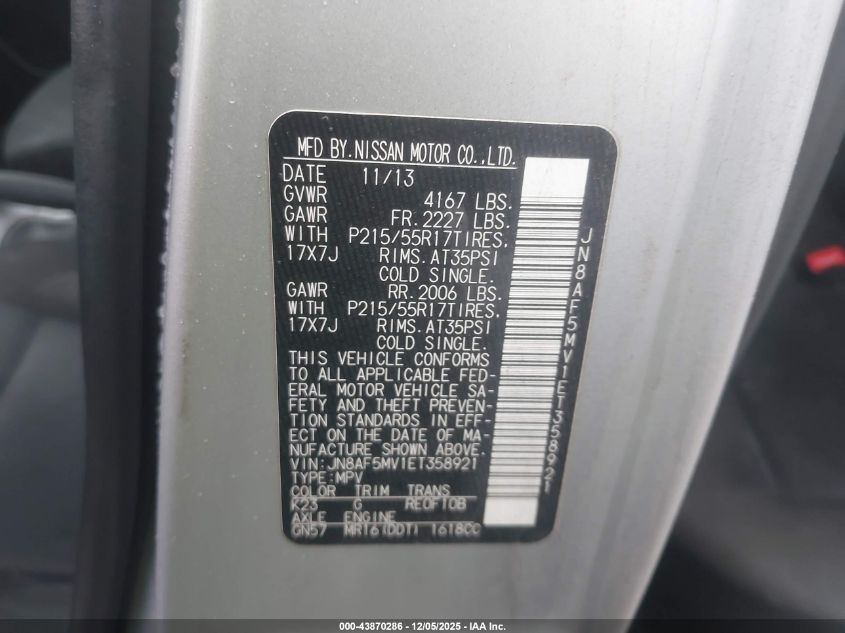 MFD BY.NISSAN MOTOR CO.,LTD.
DATE 11/13
GVWR 4167 LBS.
GAWR FR.2227 LBS.
WITH P215/55R17TIRES.
17X7J RIMS.AT35PSI
COLD SINGLE.
GAWR RR.2006 LBS.
WITH P215/55R17TIRES.
17X7J RIMS.AT35PSI
COLD SINGLE.
THIS VEHICLE CONFORMS
TO ALL APPLICABLE FED-
ERAL MOTOR VEHICLE SA-
FETY AND THEFT PREVEN-
TION STANDARDS IN EFF-
ECT ON THE DATE OF MA-
NUFACTURE SHOWN ABOVE.
VIN:JN8AF5MV1ET358921
TYPE:MPV
COLOR TRIM TRANS
K23 G RE0F10B
AXLE ENGINE
GN57 MR16(DDT) 1618CC
JN8AF5MV1ET358921
000-43870286 - 12/05/2025 - IAA Inc.